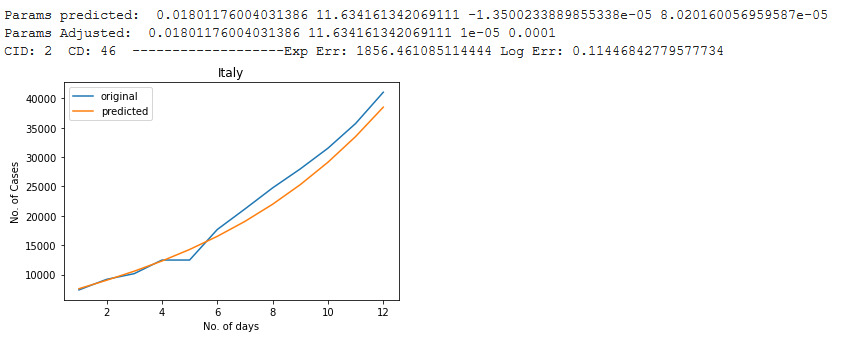 Params predicted:  0.01801176004031386 11.634161342069111 -1.3500233889855338e-05 8.020160056959587e-05
Params Adjusted:  0.01801176004031386 11.634161342069111 1e-05 0.0001
CID: 2  CD: 46  -------------------Exp Err: 1856.461085114444 Log Err: 0.11446842779577734
Italy
original
predicted
40000
35000
30000
25000
20000
15000
10000
No. of Cases
2 4 6 8 10 12
No. of days